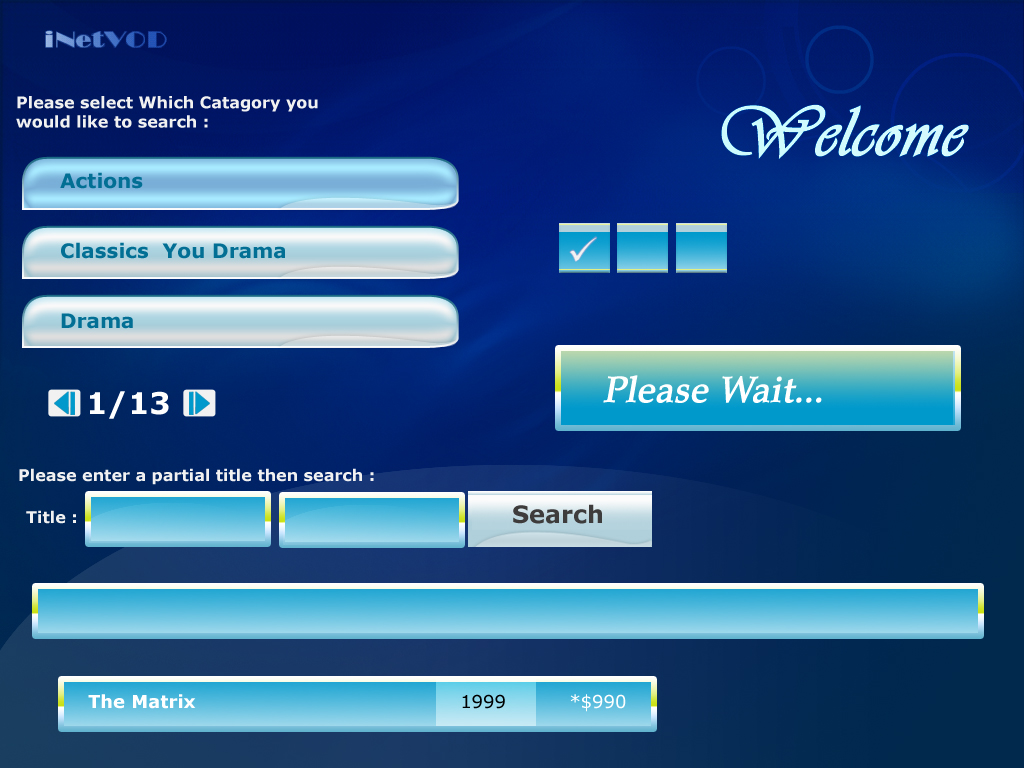 iNetVOD
Please select Which Catagory you
would like to search :
Welcome
Actions
Classics  You Drama
Drama
1/13
Please Wait...
Please enter a partial title then search :
Title :
Search
The Matrix 1999 *$990